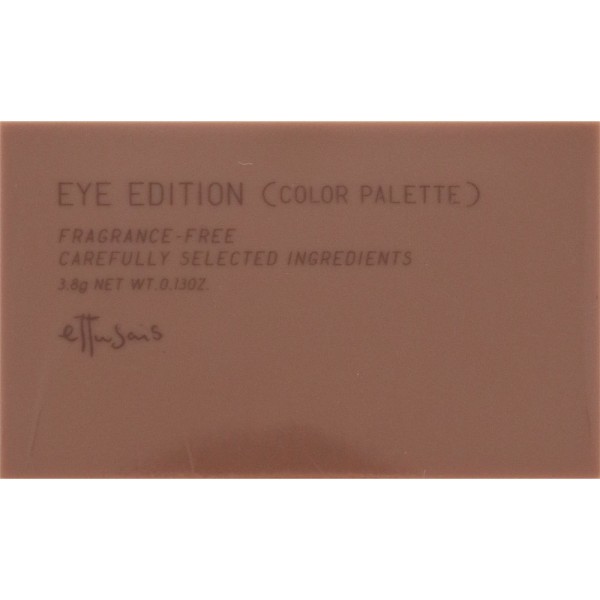 EYE EDITION (COLOR PALETTE)
FRAGRANCE-FREE
CAREFULLY SELECTED INGREDIENTS
3.8g NET WT.0.13OZ.
ettusais